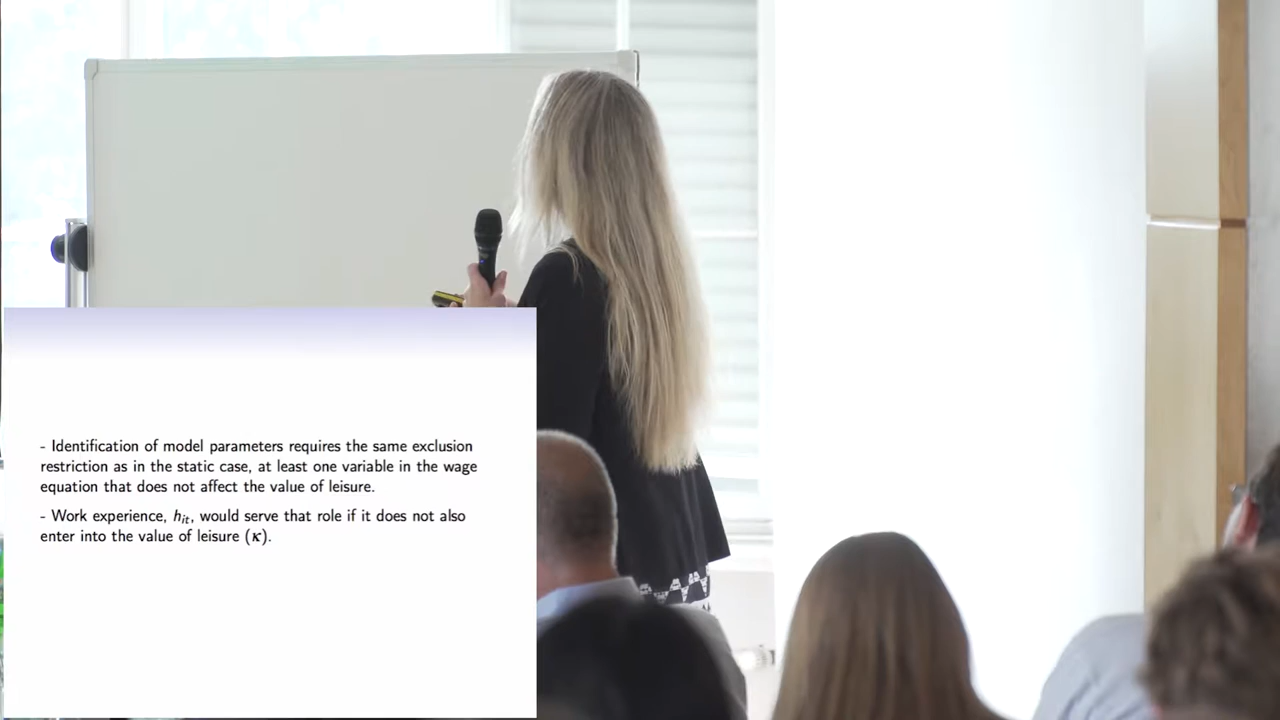 - Identification of model parameters requires the same exclusion
restriction as in the static case, at least one variable in the wage
equation that does not affect the value of leisure.
- Work experience, hᵢₜ, would serve that role if it does not also
enter into the value of leisure (κ).